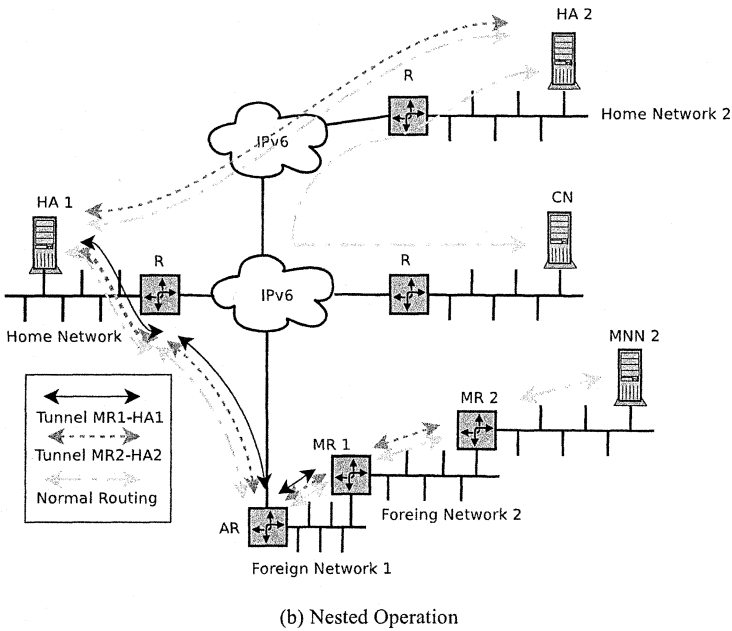 HA 2
R
Home Network 2
IPv6
HA 1
CN
R
R
IPv6
Home Network
MNN 2
MR 2
Tunnel MR1-HA1
Tunnel MR2-HA2
Normal Routing
MR 1
Foreing Network 2
AR
Foreign Network 1
(b) Nested Operation